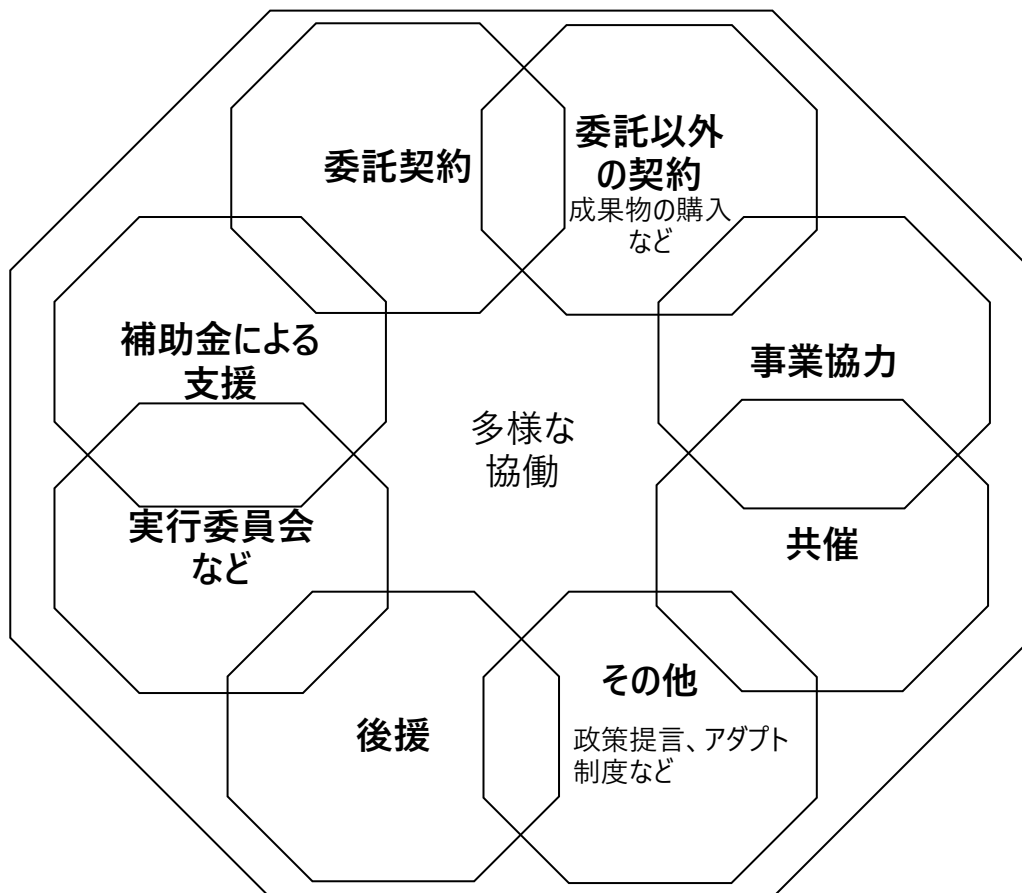 委託契約
委託以外
の契約
成果物の購入
など
補助金による
支援
事業協力
多様な
協働
実行委員会
など
共催
後援
その他
政策提言、アダプト
制度など